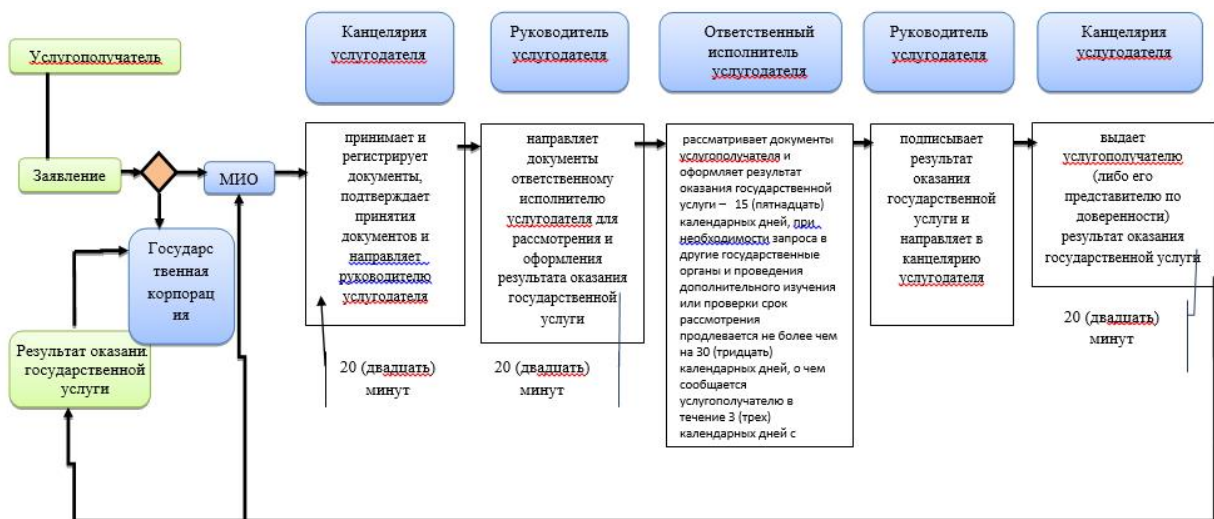 Услугополучатель
Заявление
МИО
Государс
твенная
корпорац
ия
Результат оказани
государственной
услуги
Канцелярия
услугодателя
принимает и
регистрирует
документы,
подтверждает
принятия
документов и
направляет
руководителю
услугодателя
20 (двадцать)
минут
Руководитель
услугодателя
направляет
документы
ответственному
исполнителю
услугодателя для
рассмотрения и
оформления
результата оказания
государственной
услуги
20 (двадцать)
минут
Ответственный
исполнитель
услугодателя
рассматривает документы
услугополучателя и
оформляет результат
оказания государственной
услуги – 15 (пятнадцать)
календарных дней, при
необходимости запроса в
другие государственные
органы и проведения
дополнительного изучения
или проверки срок
рассмотрения
продлевается не более чем
на 30 (тридцать)
календарных дней, о чем
сообщается
услугополучателю в
течение 3 (трех)
календарных дней с
Руководитель
услугодателя
подписывает
результат
оказания
государственной
услуги и
направляет в
канцелярию
услугодателя
Канцелярия
услугодателя
выдает
услугополучателю
(либо его
представителю по
доверенности)
результат оказания
государственной услуги
20 (двадцать)
минут